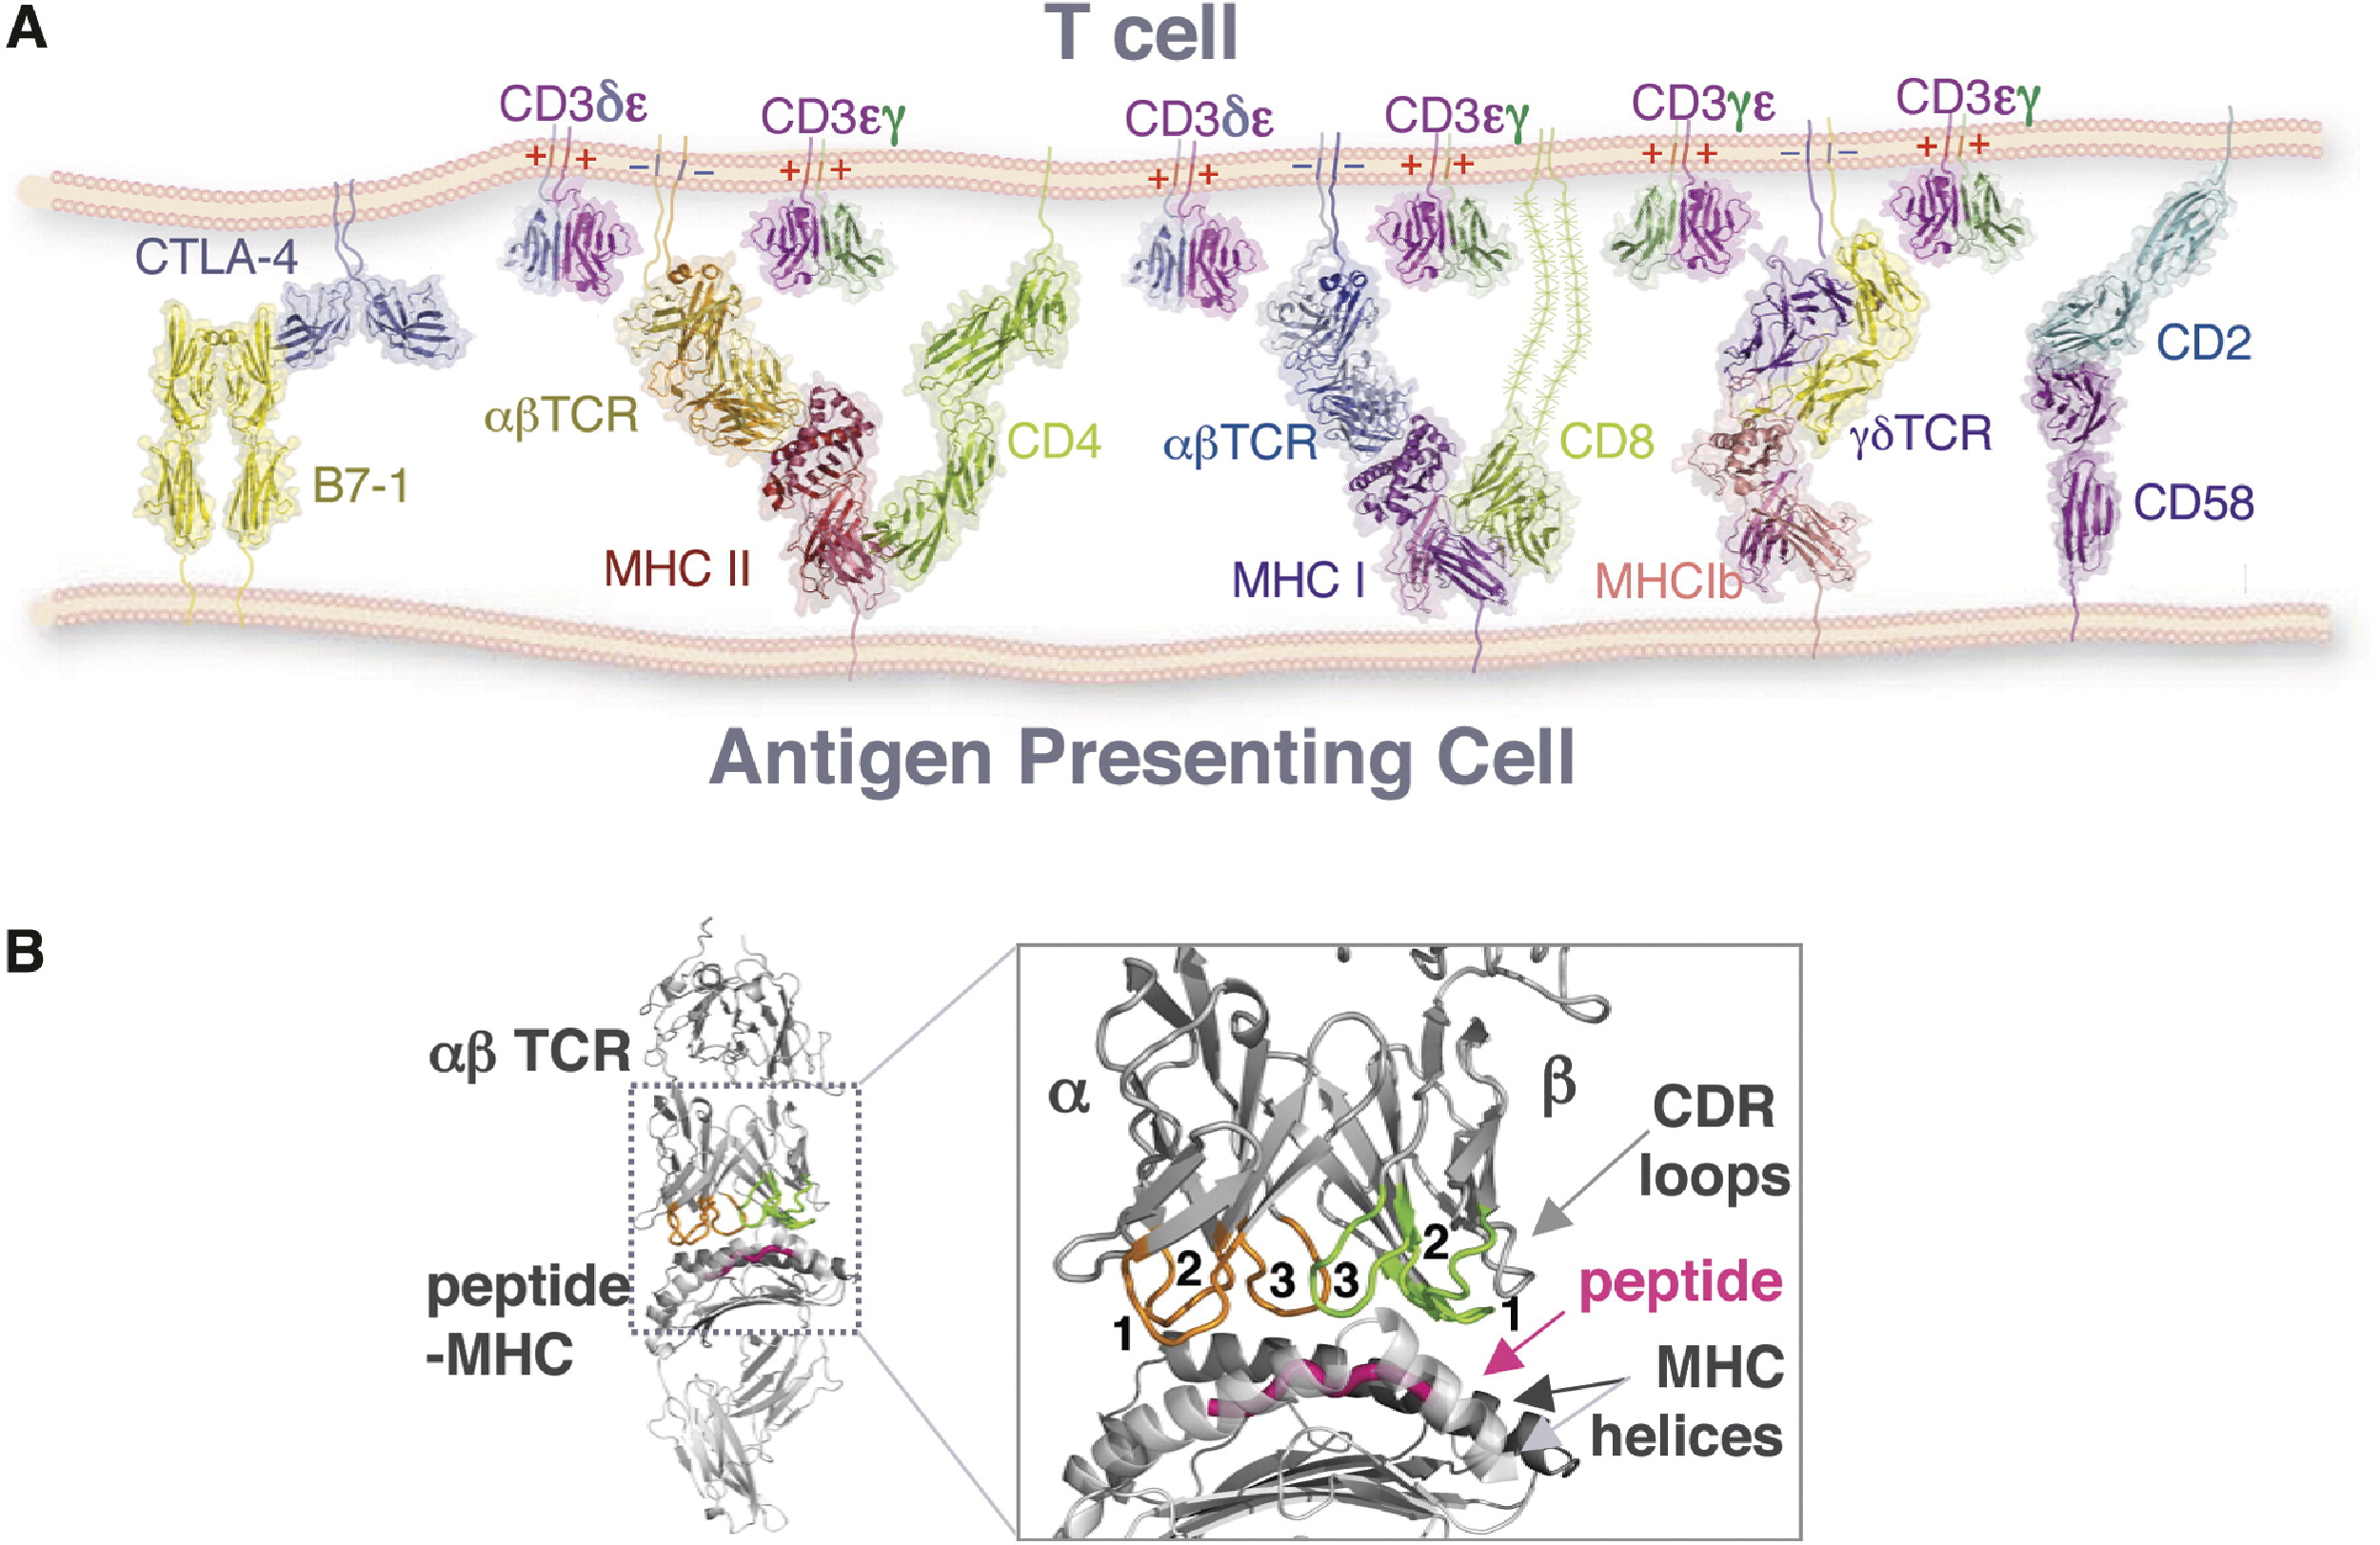 A
T cell
CD3δε
CD3εγ
CD3δε
CD3εγ
CD3γε
CD3εγ
+ +
– –
+ +
+ +
– –
+ +
+ +
– –
+ +
CTLA-4
B7-1
αβTCR
MHC II
CD4
αβTCR
MHC I
CD8
MHCIb
γδTCR
CD2
CD58
Antigen Presenting Cell
B
αβ TCR
peptide
-MHC
α
β
CDR
loops
2
3
3
2
1
1
peptide
MHC
helices